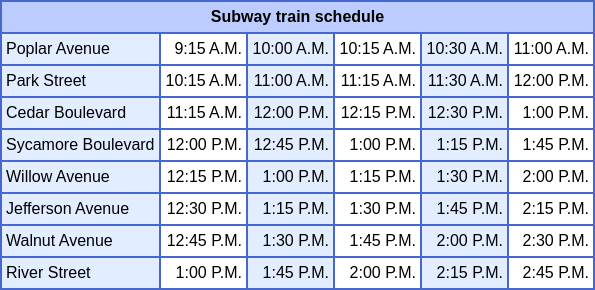 Subway train schedule
Poplar Avenue 9:15 A.M. 10:00 A.M. 10:15 A.M. 10:30 A.M. 11:00 A.M.
Park Street 10:15 A.M. 11:00 A.M. 11:15 A.M. 11:30 A.M. 12:00 P.M.
Cedar Boulevard 11:15 A.M. 12:00 P.M. 12:15 P.M. 12:30 P.M. 1:00 P.M.
Sycamore Boulevard 12:00 P.M. 12:45 P.M. 1:00 P.M. 1:15 P.M. 1:45 P.M.
Willow Avenue 12:15 P.M. 1:00 P.M. 1:15 P.M. 1:30 P.M. 2:00 P.M.
Jefferson Avenue 12:30 P.M. 1:15 P.M. 1:30 P.M. 1:45 P.M. 2:15 P.M.
Walnut Avenue 12:45 P.M. 1:30 P.M. 1:45 P.M. 2:00 P.M. 2:30 P.M.
River Street 1:00 P.M. 1:45 P.M. 2:00 P.M. 2:15 P.M. 2:45 P.M.